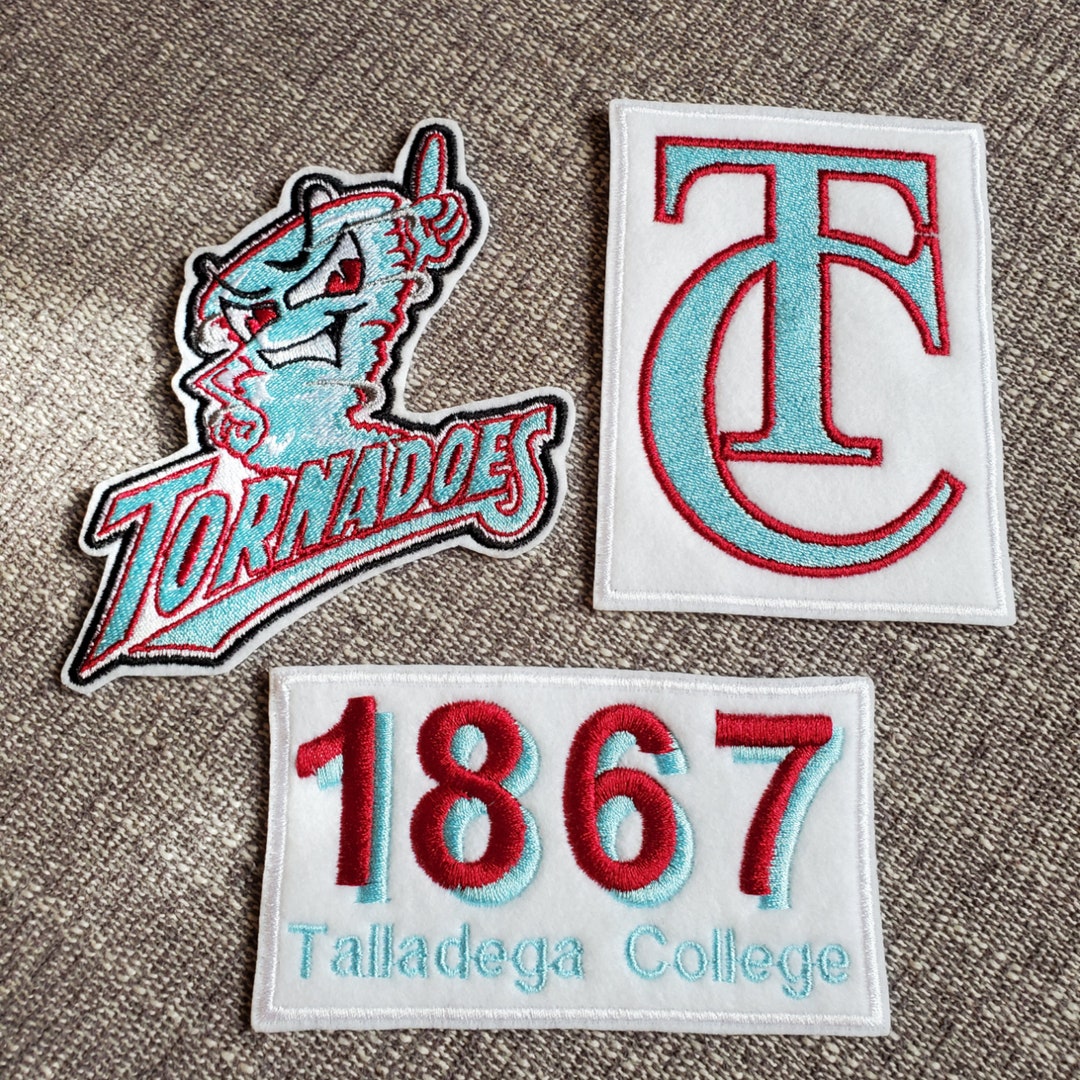 TORNADOES
TC
1867
Talladega College